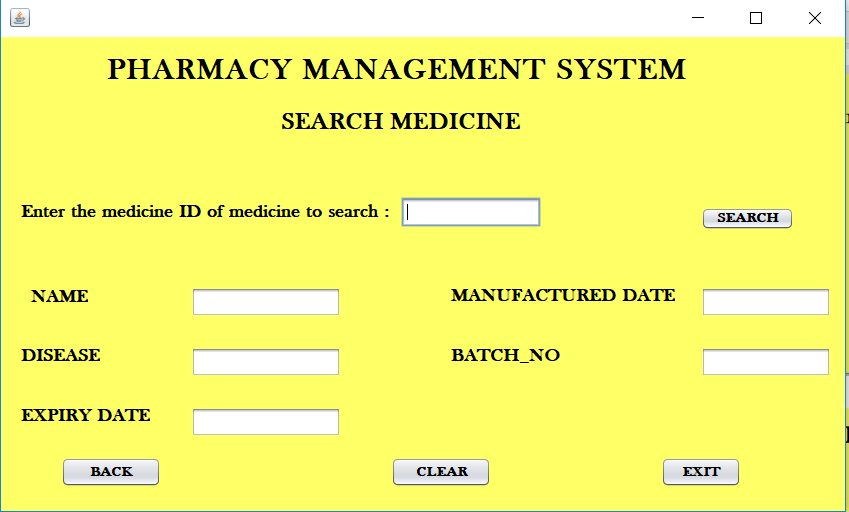 PHARMACY MANAGEMENT SYSTEM
SEARCH MEDICINE
Enter the medicine ID of medicine to search :
SEARCH
NAME
MANUFACTURED DATE
DISEASE
BATCH_NO
EXPIRY DATE
BACK
CLEAR
EXIT